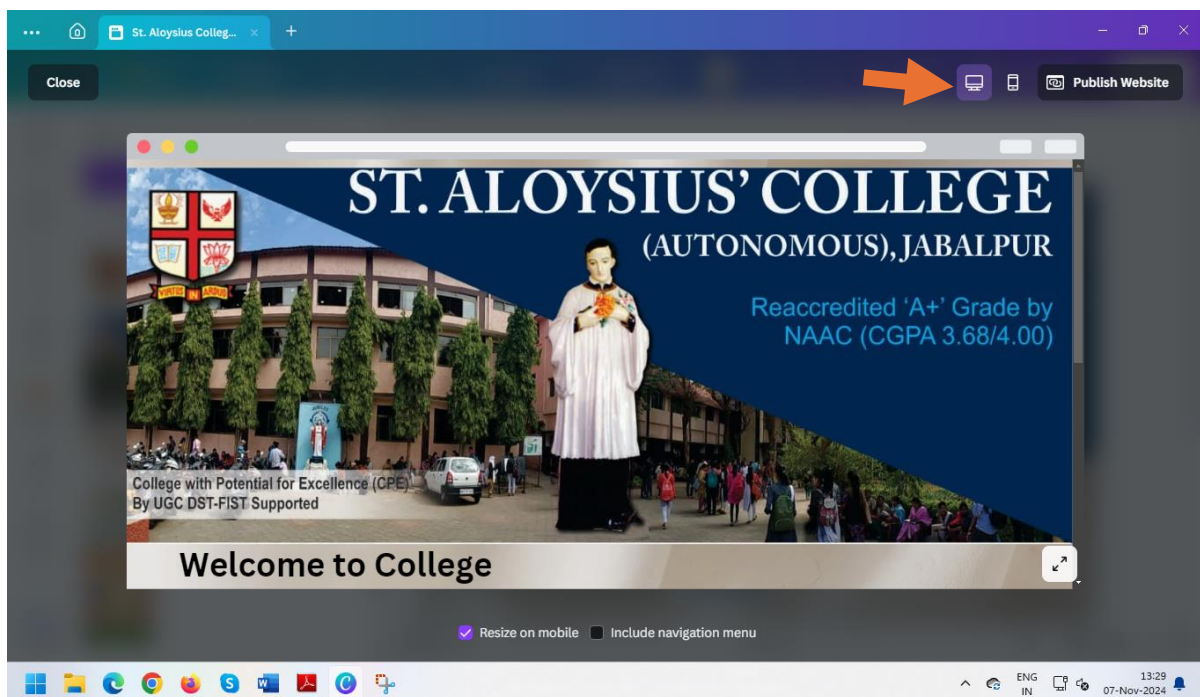 St. Aloysius Colleg...
Close
Publish Website
ST. ALOYSIUS’ COLLEGE
(AUTONOMOUS), JABALPUR
Reaccredited ‘A+’ Grade by
NAAC (CGPA 3.68/4.00)
VIRTUS IN ARDUIS
College with Potential for Excellence (CPE)
By UGC DST-FIST Supported
Welcome to College
Resize on mobile
Include navigation menu
ENG
IN
13:29
07-Nov-2024